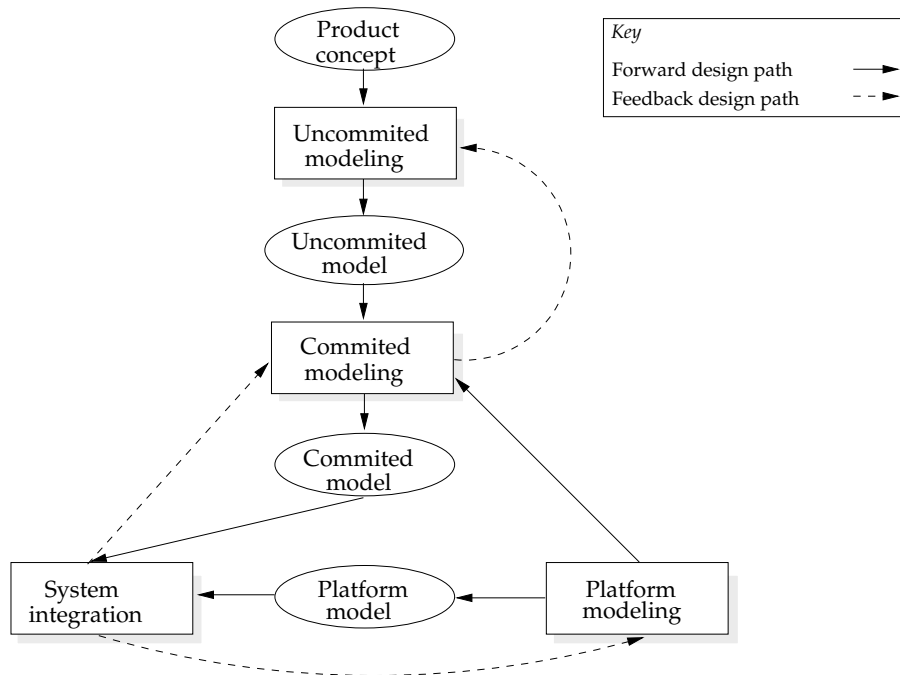 Product
concept
Key
Forward design path
Feedback design path
Uncommited
modeling
Uncommited
model
Commited
modeling
Commited
model
System
integration
Platform
model
Platform
modeling